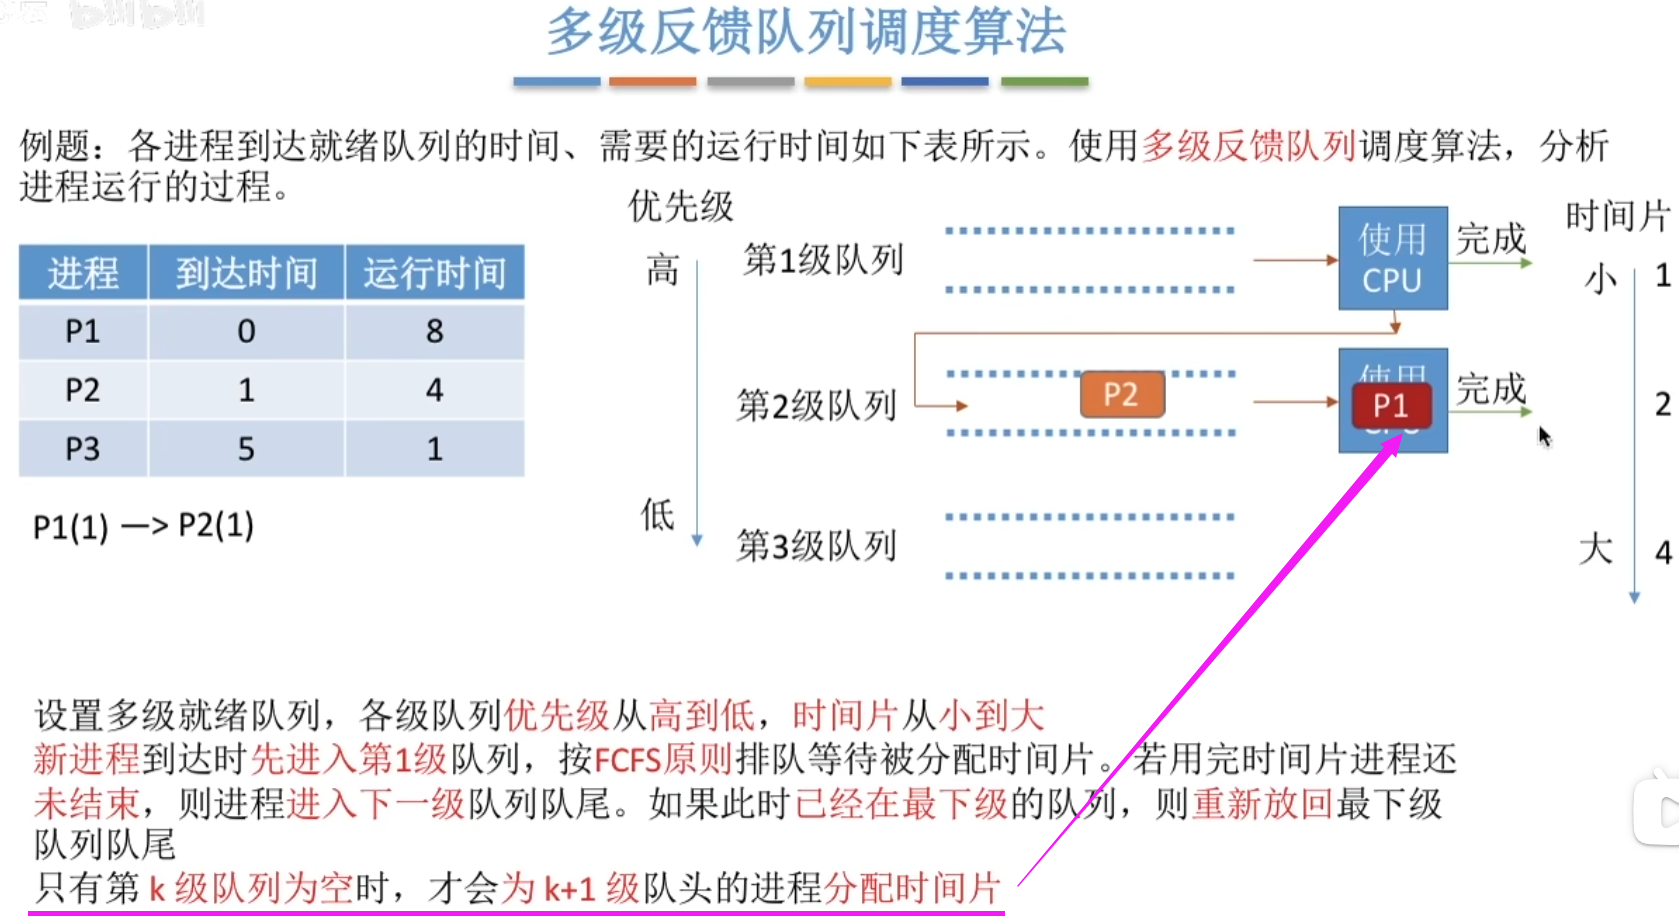 bilibili
多级反馈队列调度算法
例题：各进程到达就绪队列的时间、需要的运行时间如下表所示。使用多级反馈队列调度算法，分析
进程运行的过程。
进程 到达时间 运行时间
P1 0 8
P2 1 4
P3 5 1
P1(1) —> P2(1)
优先级
高
低
第1级队列
使用
CPU
完成
第2级队列
P2
使用
P1
完成
第3级队列
时间片
小 1
2
大 4
设置多级就绪队列，各级队列优先级从高到低，时间片从小到大
新进程到达时先进入第1级队列，按FCFS原则排队等待被分配时间片。若用完时间片进程还
未结束，则进程进入下一级队列队尾。如果此时已经在最下级的队列，则重新放回最下级
队列队尾
只有第 k 级队列为空时，才会为 k+1 级队头的进程分配时间片